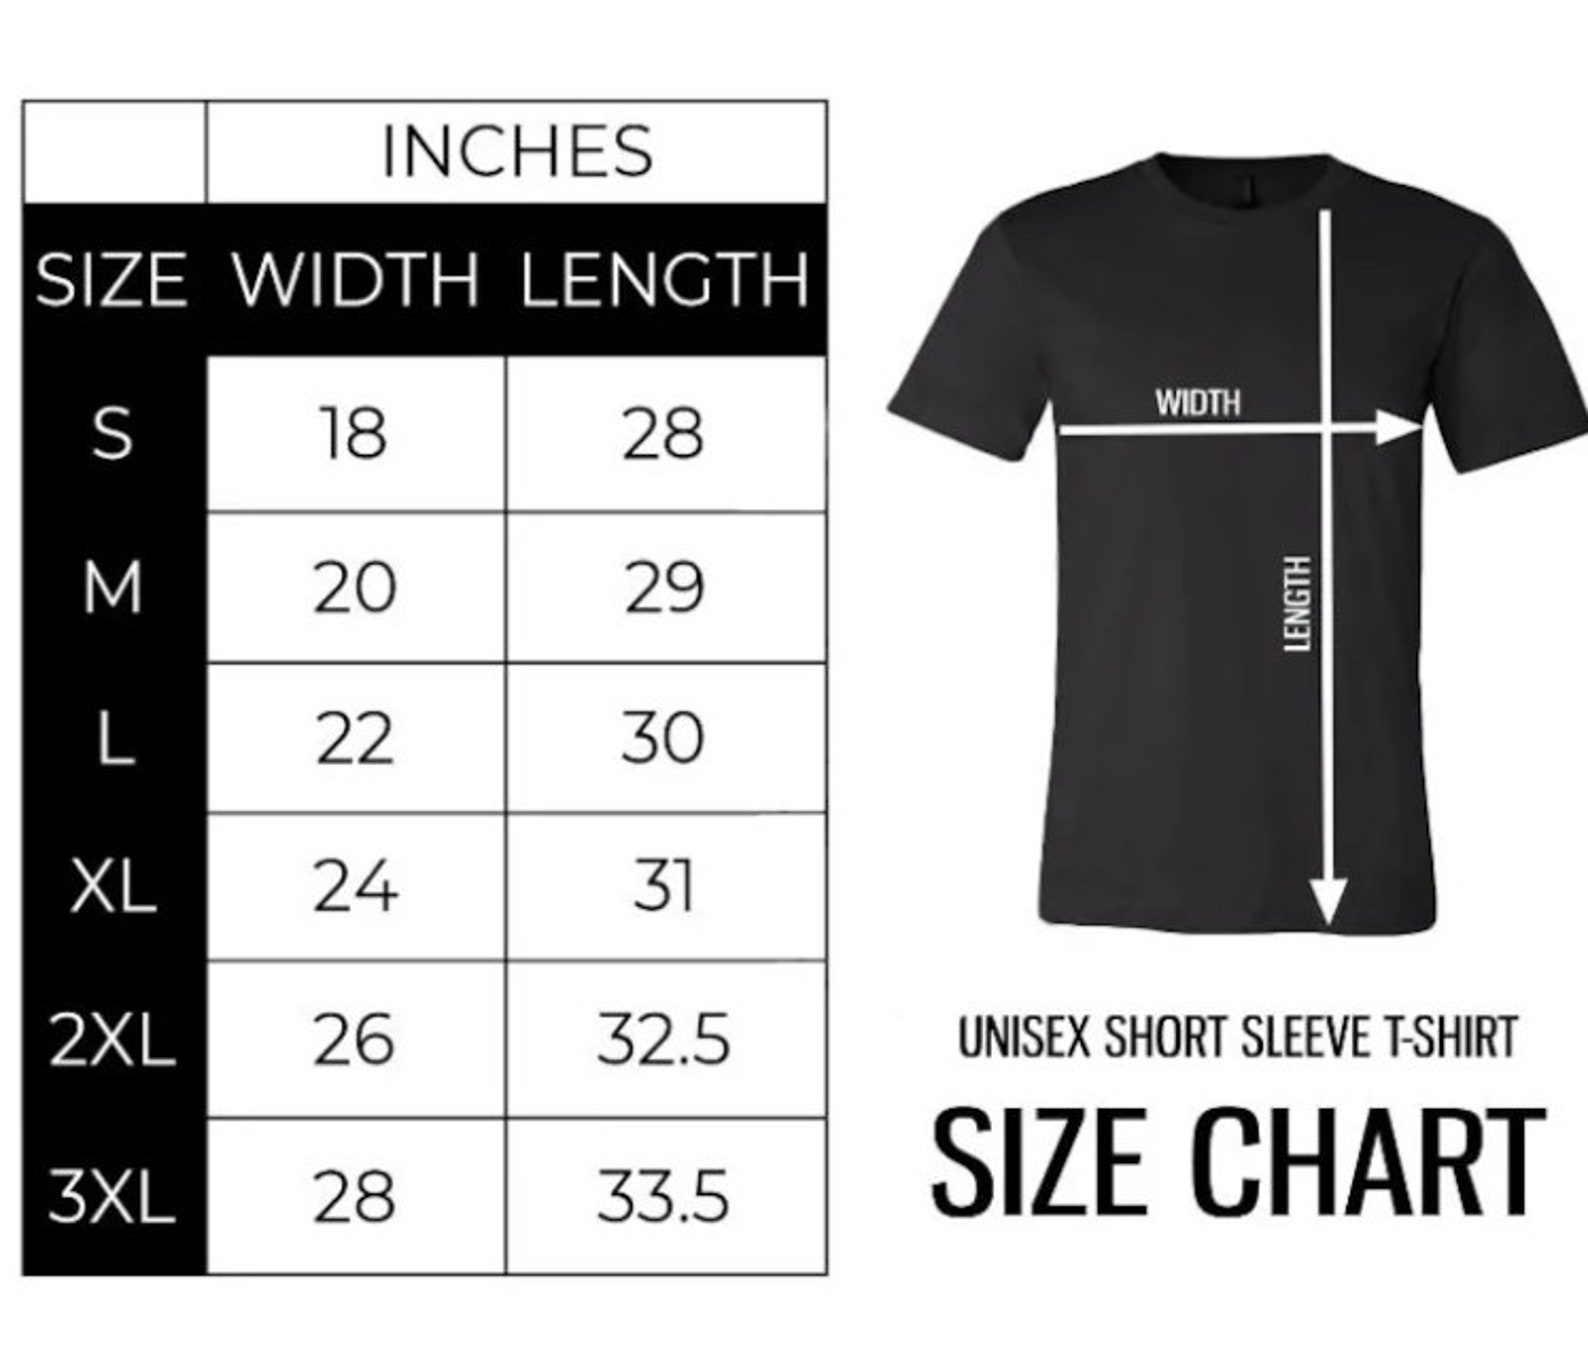 INCHES
SIZE WIDTH LENGTH
S 18 28
M 20 29
L 22 30
XL 24 31
2XL 26 32.5
3XL 28 33.5
WIDTH
LENGTH
UNISEX SHORT SLEEVE T-SHIRT
SIZE CHART